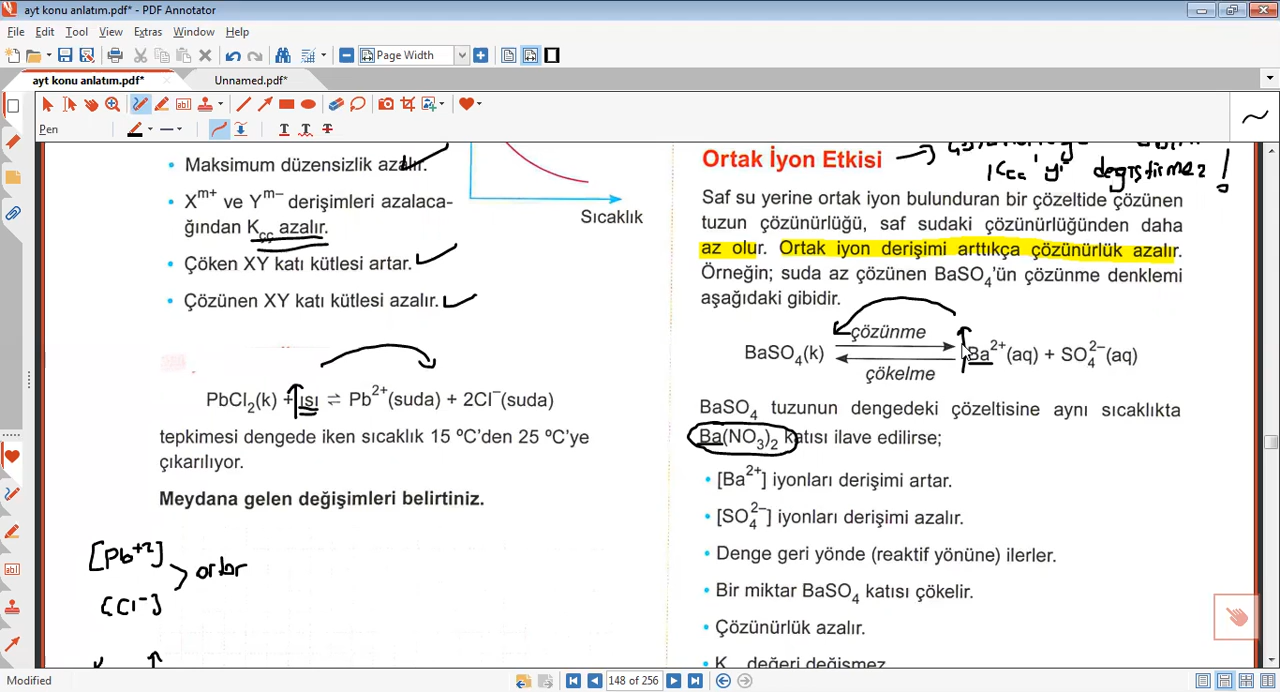 ayt konu anlatım.pdf* - PDF Annotator
File Edit Tool View Extras Window Help
Page Width
ayt konu anlatım.pdf* Unnamed.pdf*
Pen
• Maksimum düzensizlik azalır.
• Xᵐ⁺ ve Yᵐ⁻ derişimleri azalaca-
ğından Kçç azalır.
• Çöken XY katı kütlesi artar.
• Çözünen XY katı kütlesi azalır.
Sıcaklık
PbCl₂(k) + ısı ⇌ Pb²⁺(suda) + 2Cl⁻(suda)
tepkimesi dengede iken sıcaklık 15 ºC'den 25 ºC'ye
çıkarılıyor.
Meydana gelen değişimleri belirtiniz.
[Pb⁺²]
[Cl⁻]
artar
Ortak İyon Etkisi
Kçç 'yi değiştirmez !
Saf su yerine ortak iyon bulunduran bir çözeltide çözünen
tuzun çözünürlüğü, saf sudaki çözünürlüğünden daha
az olur. Ortak iyon derişimi arttıkça çözünürlük azalır.
Örneğin; suda az çözünen BaSO₄'ün çözünme denklemi
aşağıdaki gibidir.
çözünme
BaSO₄(k) Ba²⁺(aq) + SO₄²⁻(aq)
çökelme
BaSO₄ tuzunun dengedeki çözeltisine aynı sıcaklıkta
Ba(NO₃)₂ katısı ilave edilirse;
• [Ba²⁺] iyonları derişimi artar.
• [SO₄²⁻] iyonları derişimi azalır.
• Denge geri yönde (reaktif yönüne) ilerler.
• Bir miktar BaSO₄ katısı çökelir.
• Çözünürlük azalır.
• K değeri değişmez
Modified
148 of 256